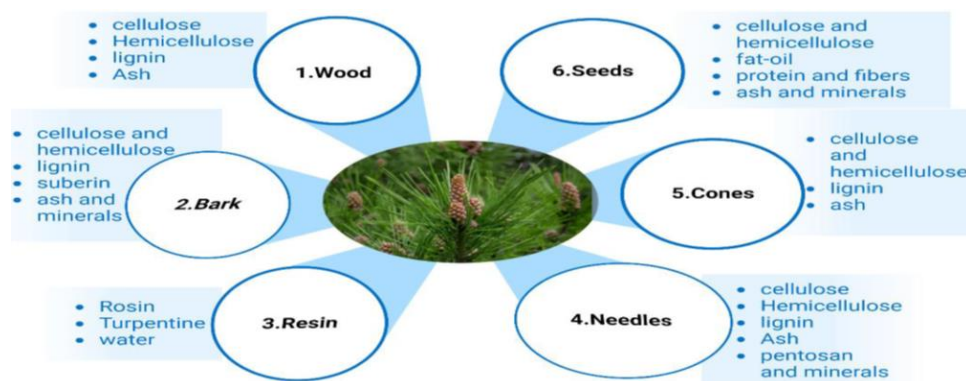 cellulose
Hemicellulose
lignin
Ash
1.Wood
cellulose and
hemicellulose
lignin
suberin
ash and
minerals
2.Bark
Rosin
Turpentine
water
3.Resin
4.Needles
cellulose
Hemicellulose
lignin
Ash
pentosan
and minerals
5.Cones
cellulose
and
hemicellulose
lignin
ash
6.Seeds
cellulose and
hemicellulose
fat-oil
protein and fibers
ash and minerals